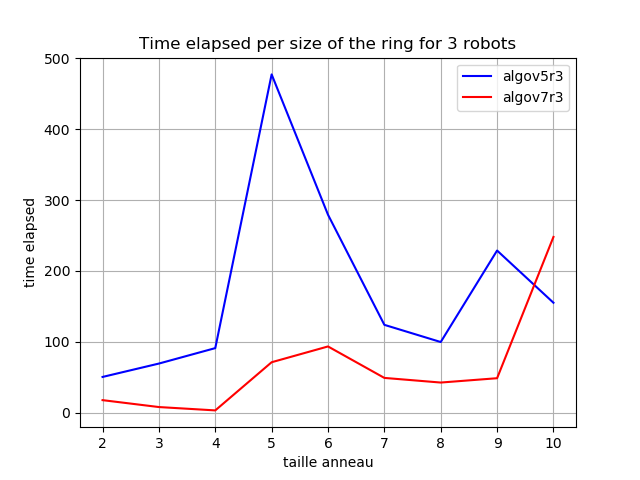 Time elapsed per size of the ring for 3 robots
algov5r3
algov7r3
500
400
300
200
100
0
time elapsed
2 3 4 5 6 7 8 9 10
taille anneau